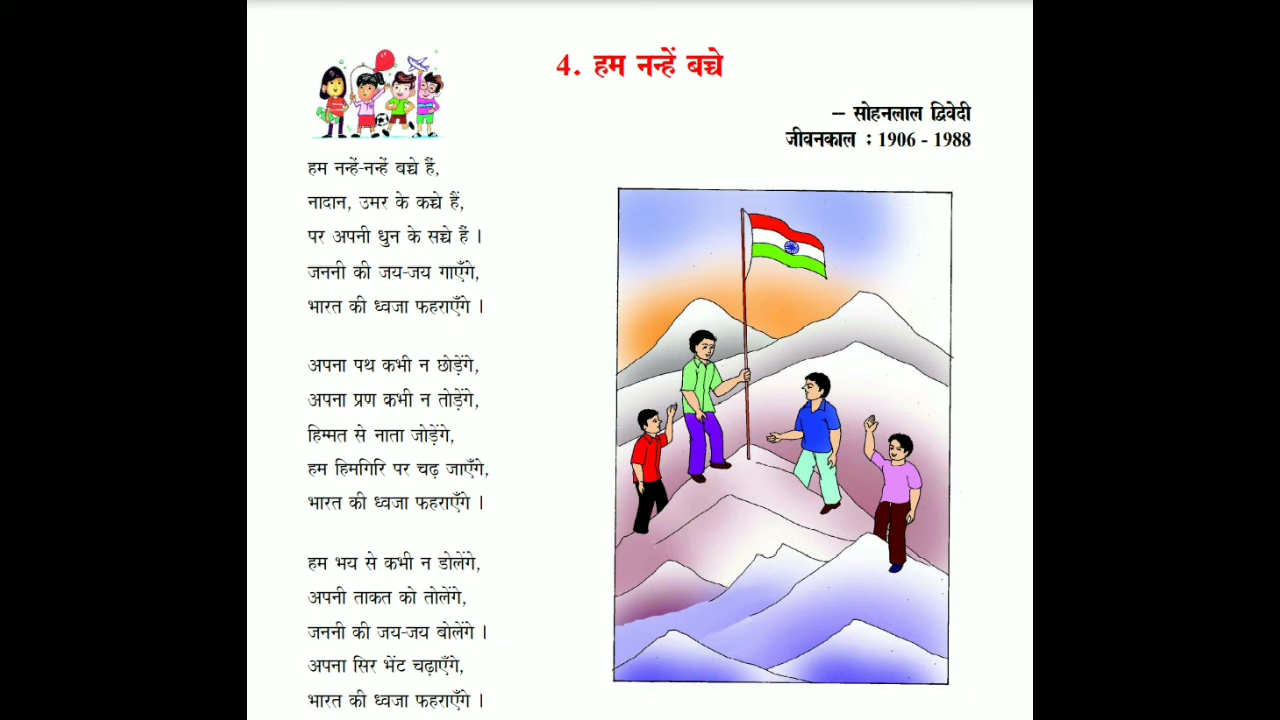 4. हम नन्हें बच्चे
– सोहनलाल द्विवेदी
जीवनकाल : 1906 - 1988
हम नन्हें-नन्हें बच्चे हैं,
नादान, उमर के कच्चे हैं,
पर अपनी धुन के सच्चे हैं ।
जननी की जय-जय गाएँगे,
भारत की ध्वजा फहराएँगे ।
अपना पथ कभी न छोड़ेंगे,
अपना प्रण कभी न तोड़ेंगे,
हिम्मत से नाता जोड़ेंगे,
हम हिमगिरि पर चढ़ जाएँगे,
भारत की ध्वजा फहराएँगे ।
हम भय से कभी न डोलेंगे,
अपनी ताकत को तोलेंगे,
जननी की जय-जय बोलेंगे ।
अपना सिर भेंट चढ़ाएँगे,
भारत की ध्वजा फहराएँगे ।